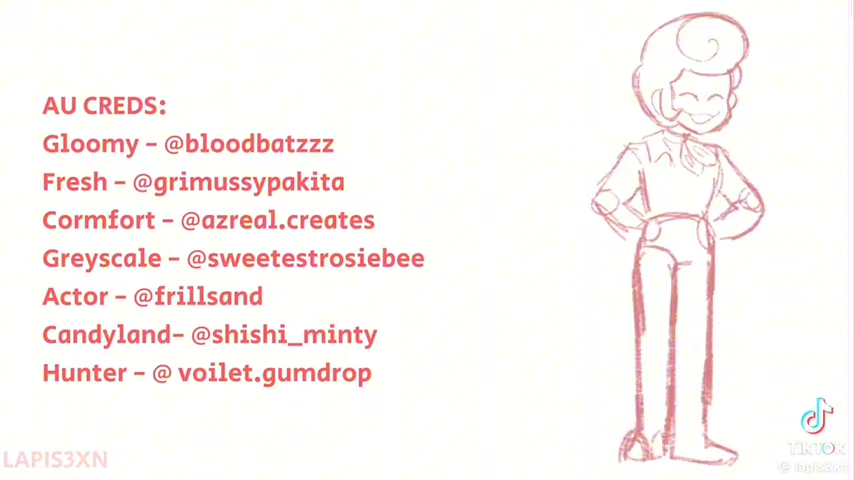 AU CREDS:
Gloomy - @bloodbatzzz
Fresh - @grimussypakita
Cormfort - @azreal.creates
Greyscale - @sweetestrosiebee
Actor - @frillsand
Candyland- @shishi_minty
Hunter - @ voilet.gumdrop
LAPIS3XN
TikTok
@ lapis3xn